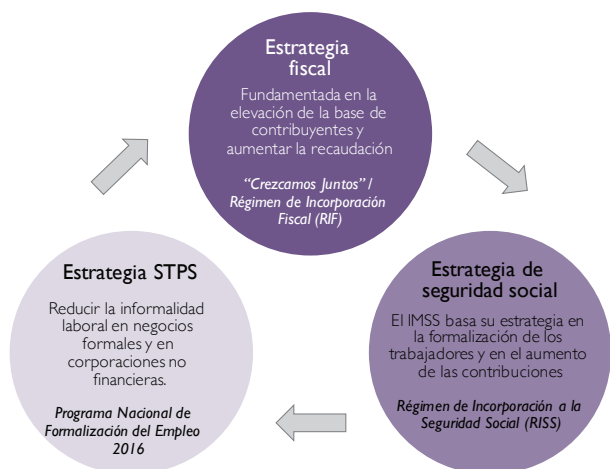 Estrategia
fiscal
Fundamentada en la
elevación de la base de
contribuyentes y
aumentar la recaudación
“Crezcamos Juntos” /
Régimen de Incorporación
Fiscal (RIF)
Estrategia de
seguridad social
El IMSS basa su estrategia en
la formalización de los
trabajadores y en el aumento
de las contribuciones
Régimen de Incorporación a la
Seguridad Social (RISS)
Estrategia STPS
Reducir la informalidad
laboral en negocios
formales y en
corporaciones no
financieras.
Programa Nacional de
Formalización del Empleo
2016